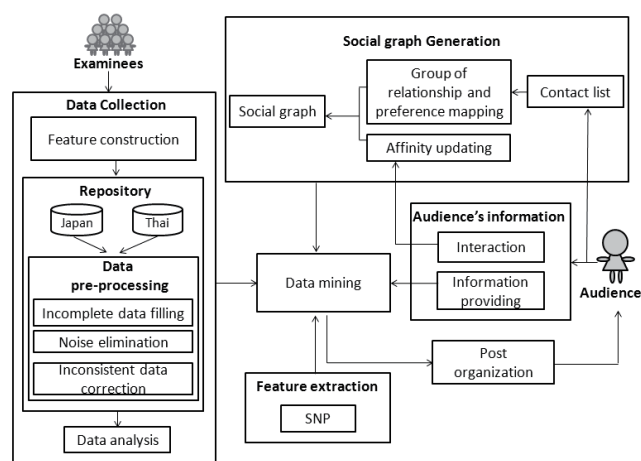 Examinees
Data Collection
Feature construction
Repository
Japan
Thai
Data
pre-processing
Incomplete data filling
Noise elimination
Inconsistent data
correction
Data analysis
Social graph Generation
Social graph
Group of
relationship and
preference mapping
Contact list
Affinity updating
Audience's information
Interaction
Information
providing
Audience
Data mining
Post
organization
Feature extraction
SNP